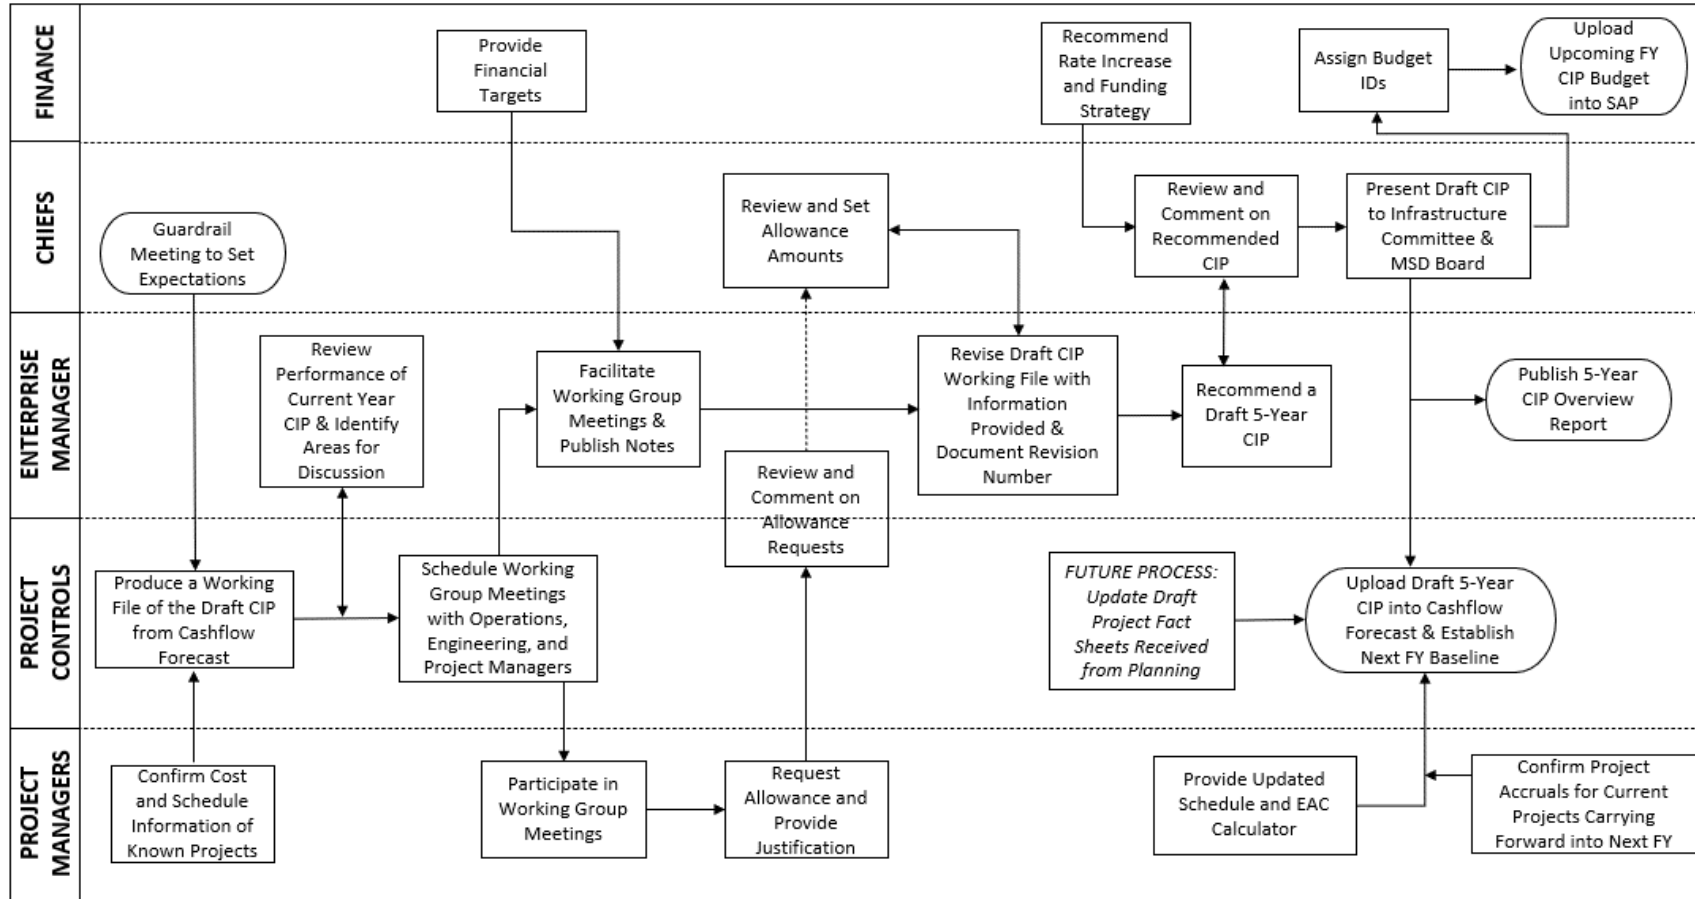 FINANCE
Provide
Financial
Targets
Recommend
Rate Increase
and Funding
Strategy
Assign Budget
IDs
Upload
Upcoming FY
CIP Budget
into SAP
CHIEFS
Guardrail
Meeting to Set
Expectations
Review and Set
Allowance
Amounts
Review and
Comment on
Recommended
CIP
Present Draft CIP
to Infrastructure
Committee &
MSD Board
ENTERPRISE
MANAGER
Review
Performance of
Current Year
CIP & Identify
Areas for
Discussion
Facilitate
Working Group
Meetings &
Publish Notes
Review and
Comment on
Allowance
Requests
Revise Draft CIP
Working File with
Information
Provided &
Document Revision
Number
Recommend a
Draft 5-Year
CIP
Publish 5-Year
CIP Overview
Report
PROJECT
CONTROLS
Produce a Working
File of the Draft CIP
from Cashflow
Forecast
Schedule Working
Group Meetings
with Operations,
Engineering, and
Project Managers
FUTURE PROCESS:
Update Draft
Project Fact
Sheets Received
from Planning
Upload Draft 5-Year
CIP into Cashflow
Forecast & Establish
Next FY Baseline
PROJECT
MANAGERS
Confirm Cost
and Schedule
Information of
Known Projects
Participate in
Working Group
Meetings
Request
Allowance and
Provide
Justification
Provide Updated
Schedule and EAC
Calculator
Confirm Project
Accruals for Current
Projects Carrying
Forward into Next FY